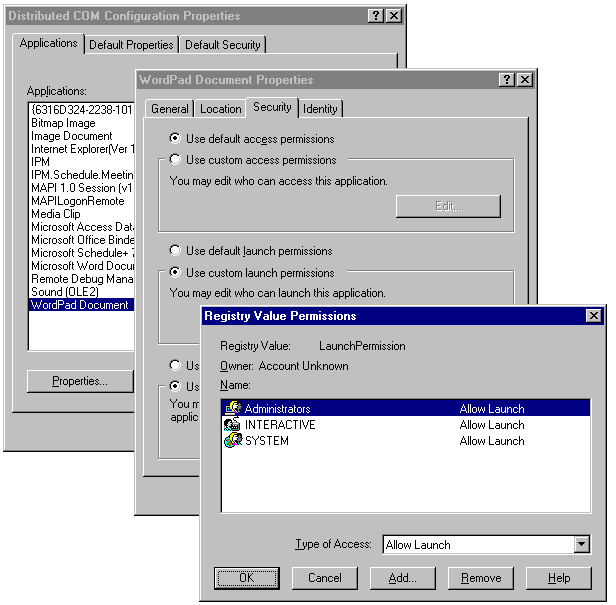 Distributed COM Configuration Properties
Applications
Default Properties
Default Security
Applications:
{6316D324-2238-101
Bitmap Image
Image Document
Internet Explorer(Ver 1
IPM
IPM.Schedule.Meetin
MAPI 1.0 Session (v1
MAPILogonRemote
Media Clip
Microsoft Access Data
Microsoft Office Binde
Microsoft Schedule+ 7
Microsoft Word Docu
Remote Debug Mana
Sound (OLE2)
WordPad Document
Properties...
WordPad Document Properties
General
Location
Security
Identity
Use default access permissions
Use custom access permissions
You may edit who can access this application.
Edit...
Use default launch permissions
Use custom launch permissions
You may edit who can launch this application.
Us
Us
You m
applic
Registry Value Permissions
Registry Value: LaunchPermission
Owner: Account Unknown
Name:
Administrators Allow Launch
INTERACTIVE Allow Launch
SYSTEM Allow Launch
Type of Access: Allow Launch
OK
Cancel
Add...
Remove
Help